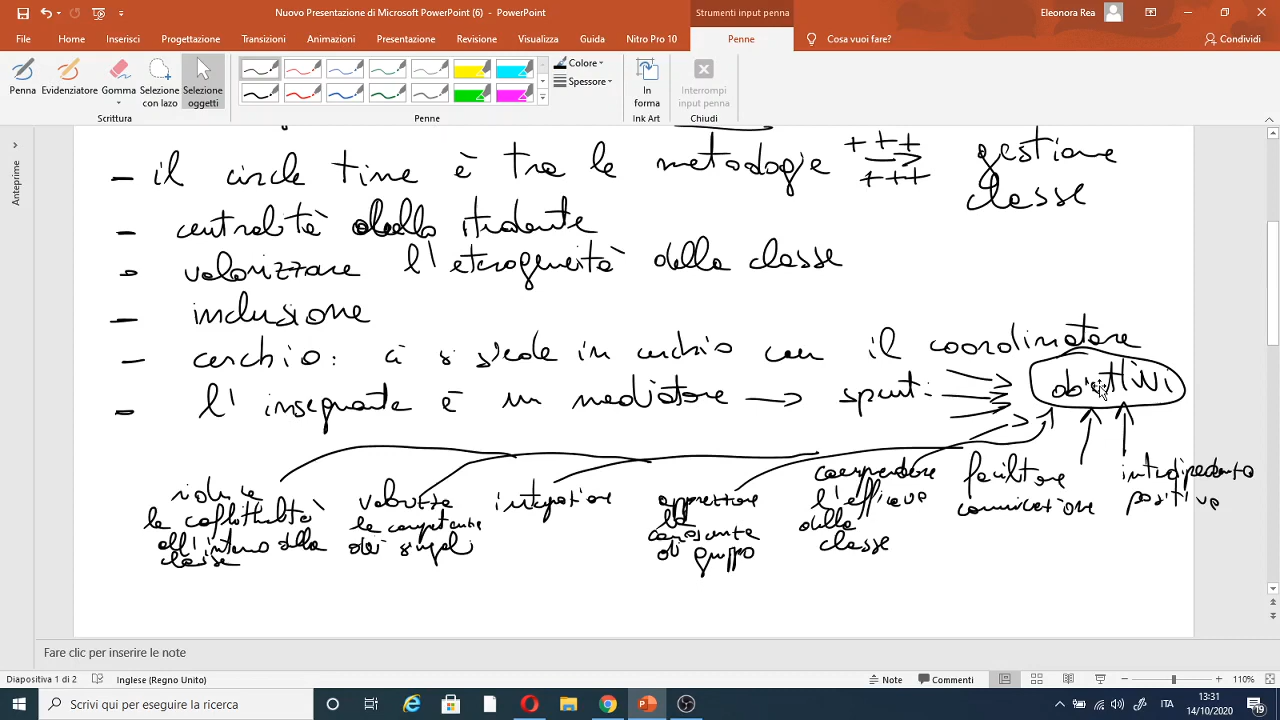 Nuovo Presentazione di Microsoft PowerPoint (6) - PowerPoint
Strumenti input penna
Eleonora Rea
File Home Inserisci Progettazione Transizioni Animazioni Presentazione Revisione Visualizza Guida Nitro Pro 10 Penne Cosa vuoi fare? Condividi
Penna Evidenziatore Gomma Selezione con lazo Selezione oggetti
Colore
Spessore
In forma
Interrompi input penna
Scrittura Penne Ink Art Chiudi
Anteprime
- il circle time è tra le metodologie +++ → +++ gestione classe
- centralità dello studente
- valorizzare l'eterogeneità della classe
- inclusione
- cerchio: ci si siede in cerchio con il coordinatore
- l'insegnante è un mediatore → spunti: obiettivi
ridurre
la conflittualità
all'interno della
classe
valorizzare
le competenze
dei singoli
integrazione
conoscente
di gruppo
comprendere
l'efficacia
della
classe
facilitare
comunicazione
interdipendenza
positiva
Fare clic per inserire le note
Diapositiva 1 di 2 Inglese (Regno Unito) Note Commenti 110%
Scrivi qui per eseguire la ricerca
ITA
13:31
14/10/2020